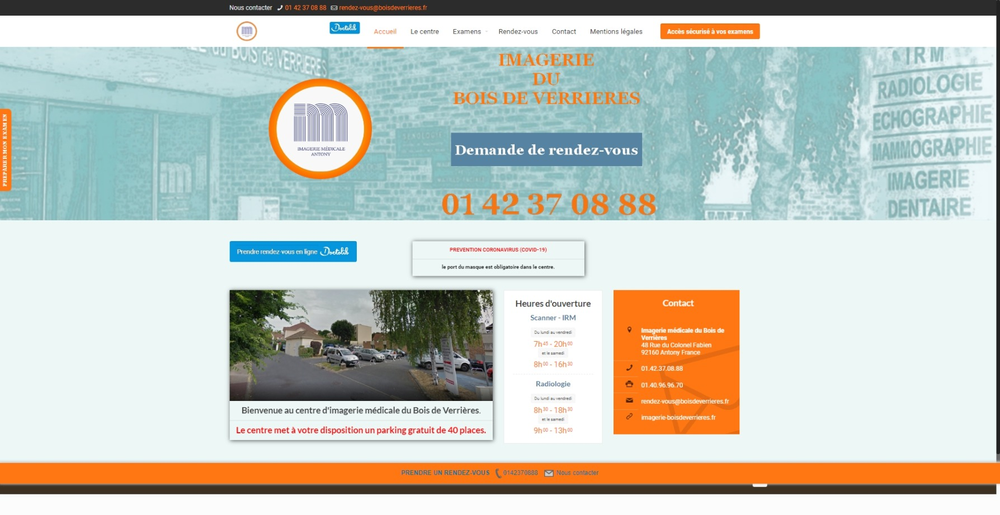 Nous contacter 01 42 37 08 88 rendez-vous@boisdeverrieres.fr
Doctolib Accueil Le centre Examens Rendez-vous Contact Mentions légales Accès sécurisé à vos examens
DU BOIS de VERRIERES
IMAGERIE
DU
BOIS DE VERRIERES
IMAGERIE MÉDICALE
ANTONY
PREPARER MON EXAMEN
Demande de rendez-vous
01 42 37 08 88
SENOLOGIE
IRM
RADIOLOGIE
ECHOGRAPHIE
MAMMOGRAPHIE
IMAGERIE
DENTAIRE
Prendre rendez-vous en ligne Doctolib
PREVENTION CORONAVIRUS (COVID-19)
le port du masque est obligatoire dans le centre.
Bienvenue au centre d'imagerie médicale du Bois de Verrières.
Le centre met à votre disposition un parking gratuit de 40 places.
Heures d'ouverture
Scanner - IRM
Du lundi au vendredi
7h45 - 20h00
et le samedi
8h00 - 16h30
Radiologie
Du lundi au vendredi
8h30 - 18h30
et le samedi
9h00 - 13h00
Contact
Imagerie médicale du Bois de
Verrières
48 Rue du Colonel Fabien
92160 Antony France
01.42.37.08.88
01.40.96.96.70
rendez-vous@boisdeverrieres.fr
imagerie-boisdeverrieres.fr
PRENDRE UN RENDEZ-VOUS 0142370888 Nous contacter